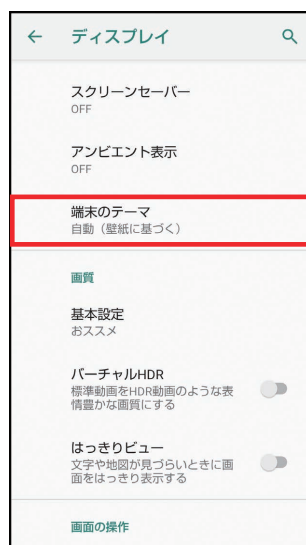 ディスプレイ
スクリーンセーバー
OFF
アンビエント表示
OFF
端末のテーマ
自動（壁紙に基づく）
画質
基本設定
おススメ
バーチャルHDR
標準動画をHDR動画のような表
情豊かな画質にする
はっきりビュー
文字や地図が見づらいときに画
面をはっきり表示する
画面の操作